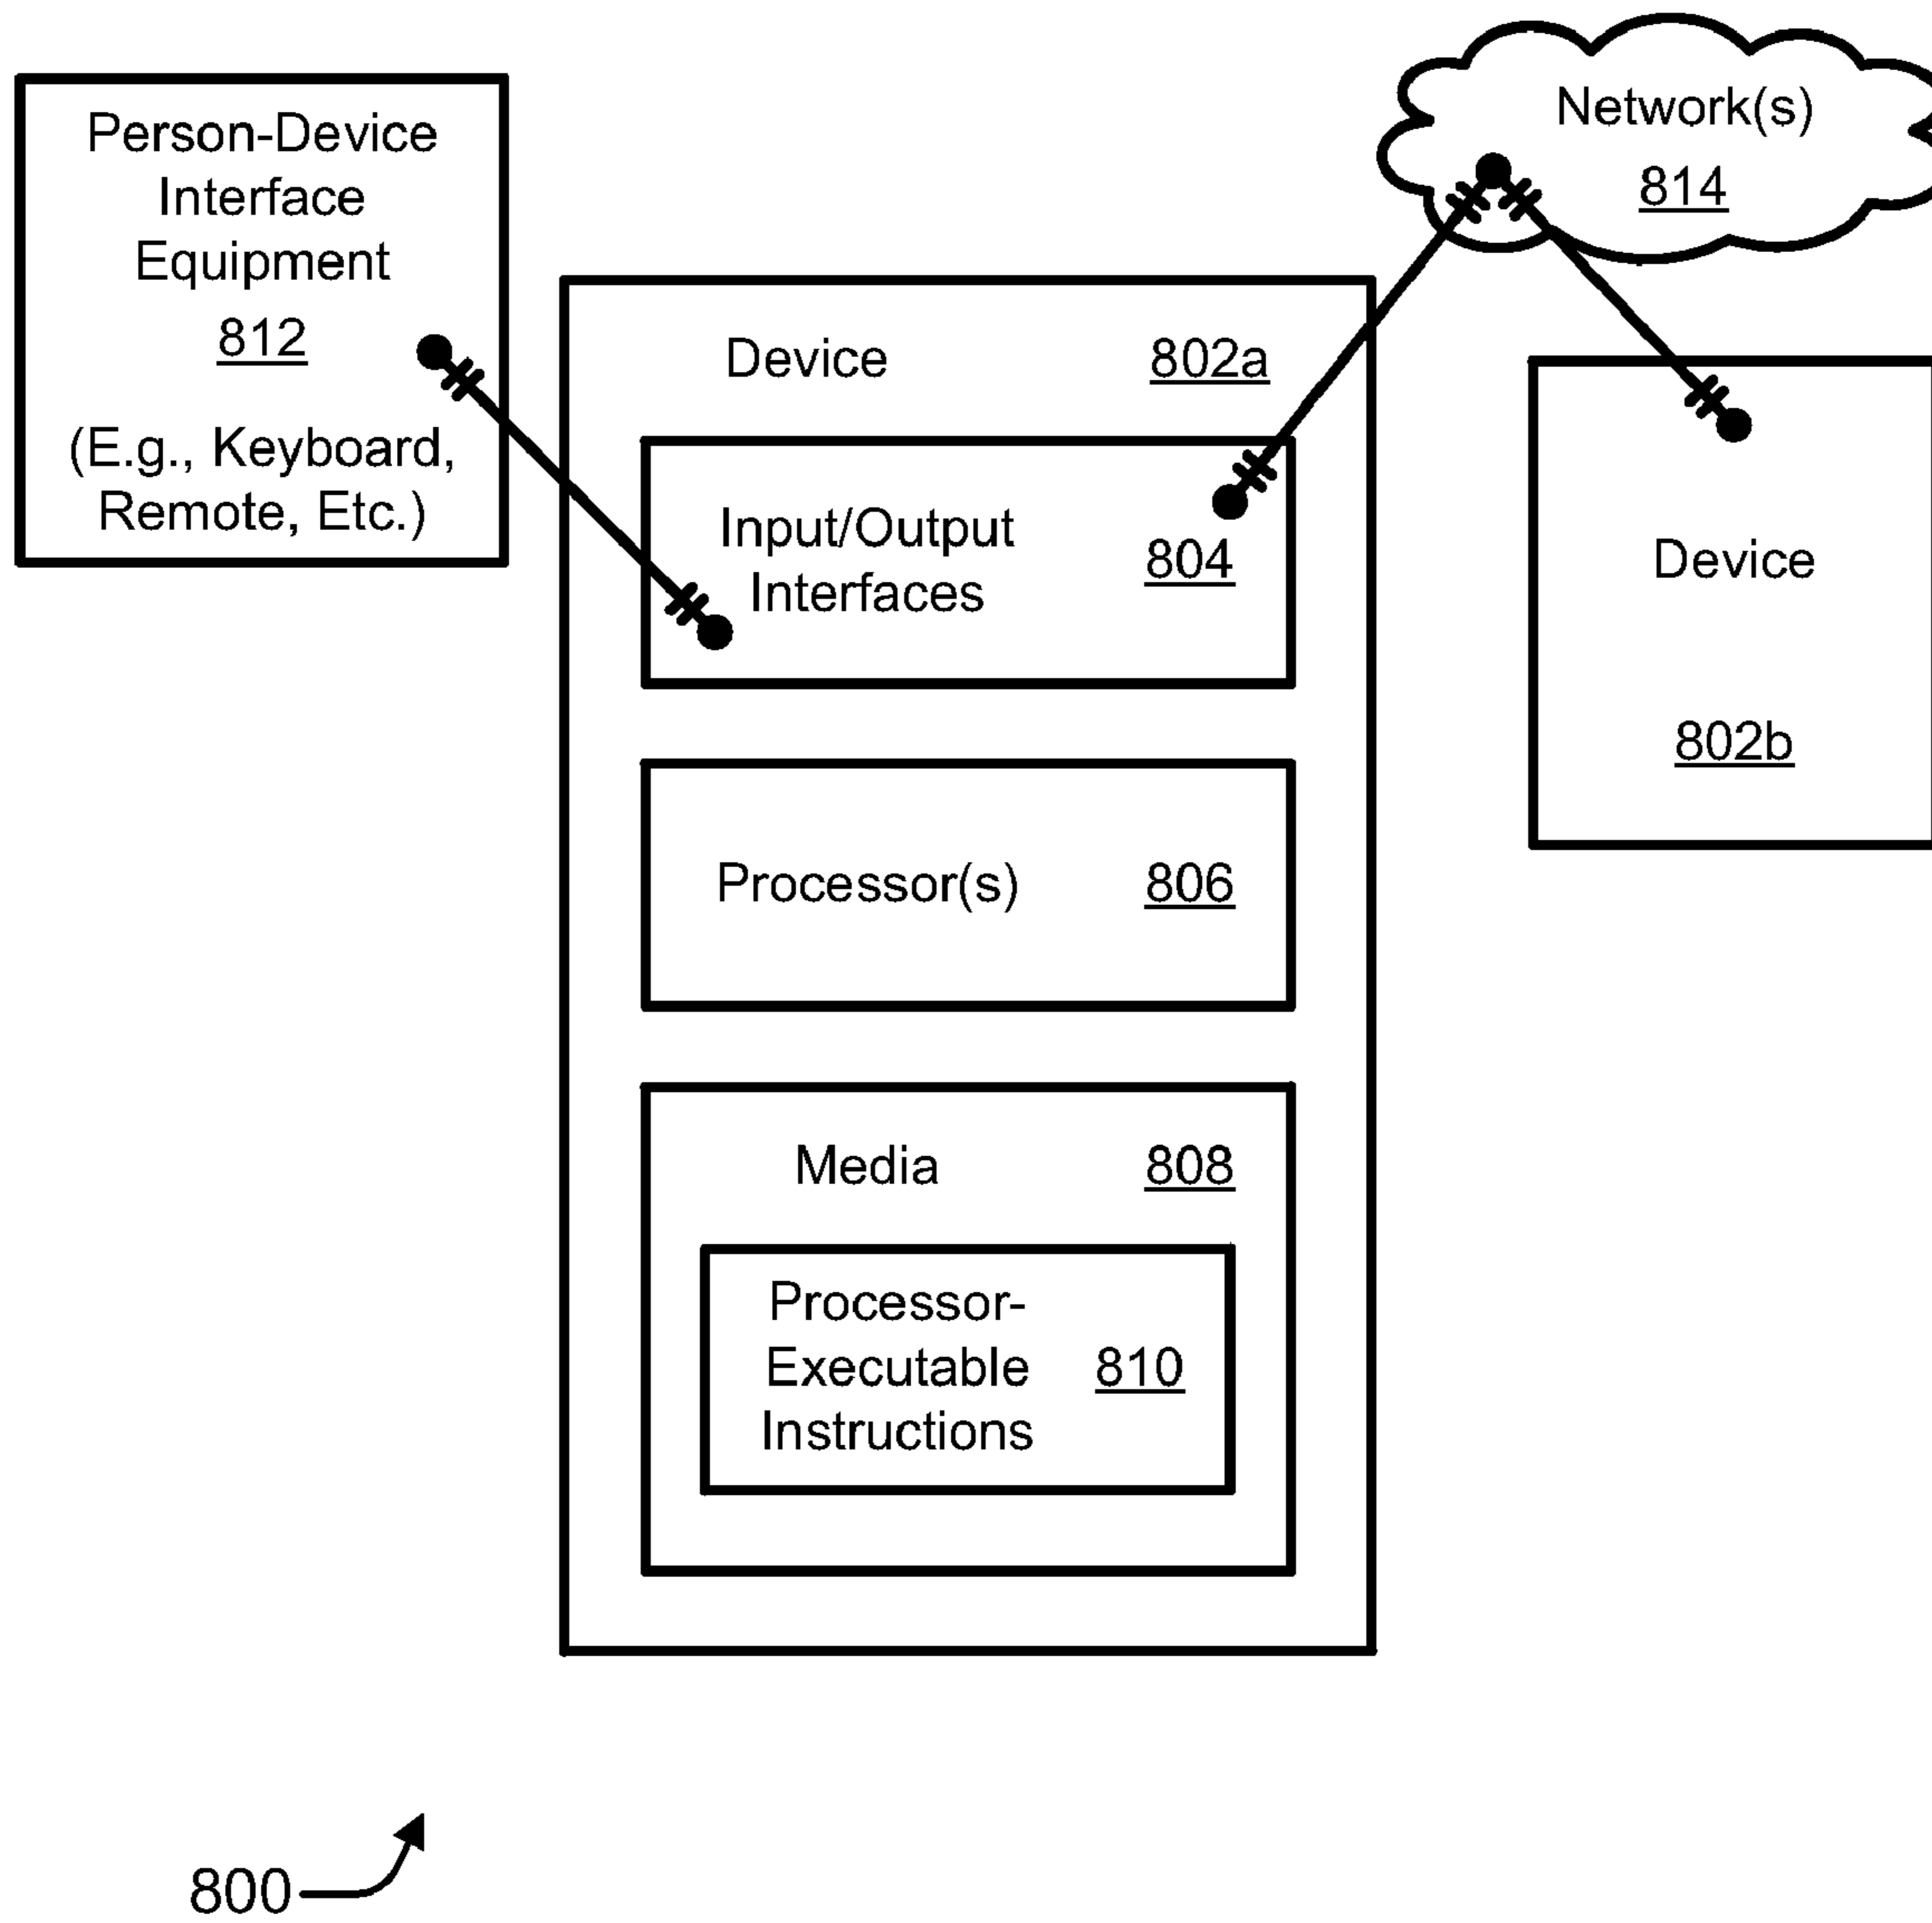 Person-Device
Interface
Equipment
812
(E.g., Keyboard,
Remote, Etc.)
Network(s)
814
Device 802a
Input/Output
Interfaces
804
Device
802b
Processor(s) 806
Media 808
Processor-
Executable
Instructions
810
800